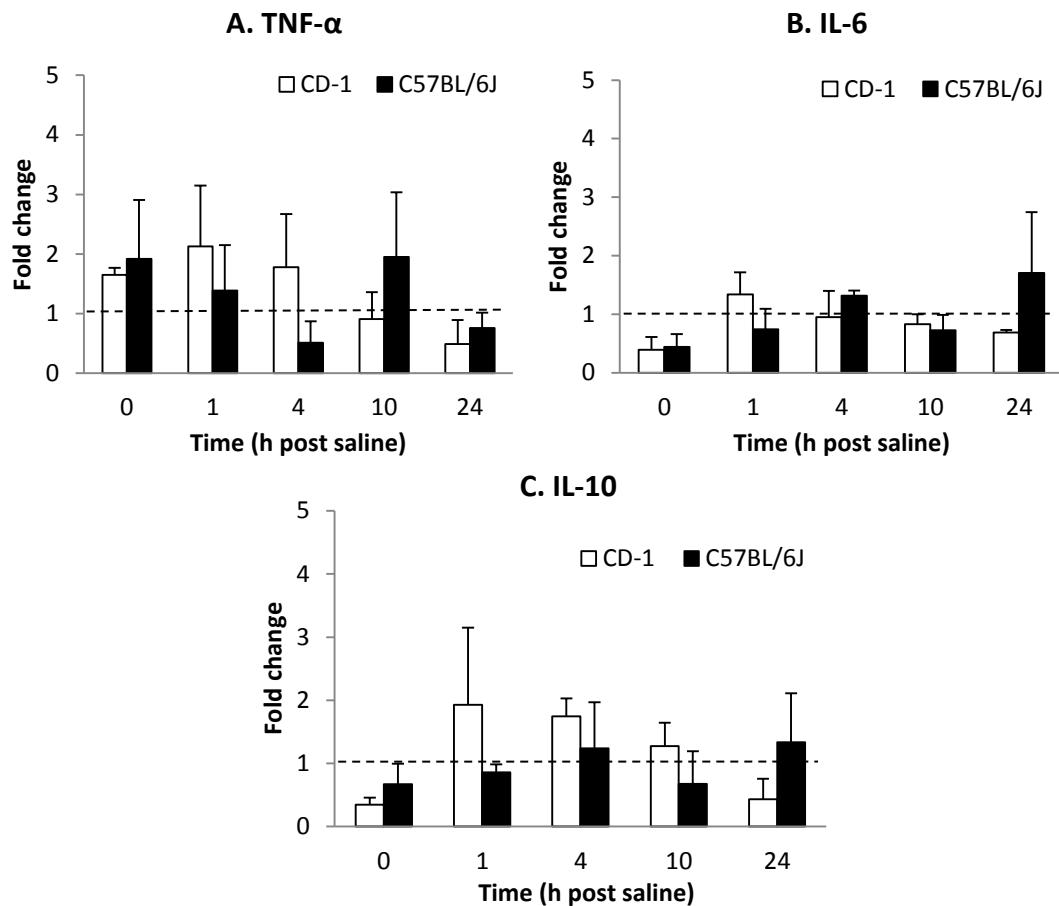 A. TNF-α
CD-1 C57BL/6J
5
4
3
2
1
0
Fold change
0 1 4 10 24
Time (h post saline)
B. IL-6
CD-1 C57BL/6J
5
4
3
2
1
0
Fold change
0 1 4 10 24
Time (h post saline)
C. IL-10
CD-1 C57BL/6J
5
4
3
2
1
0
Fold change
0 1 4 10 24
Time (h post saline)